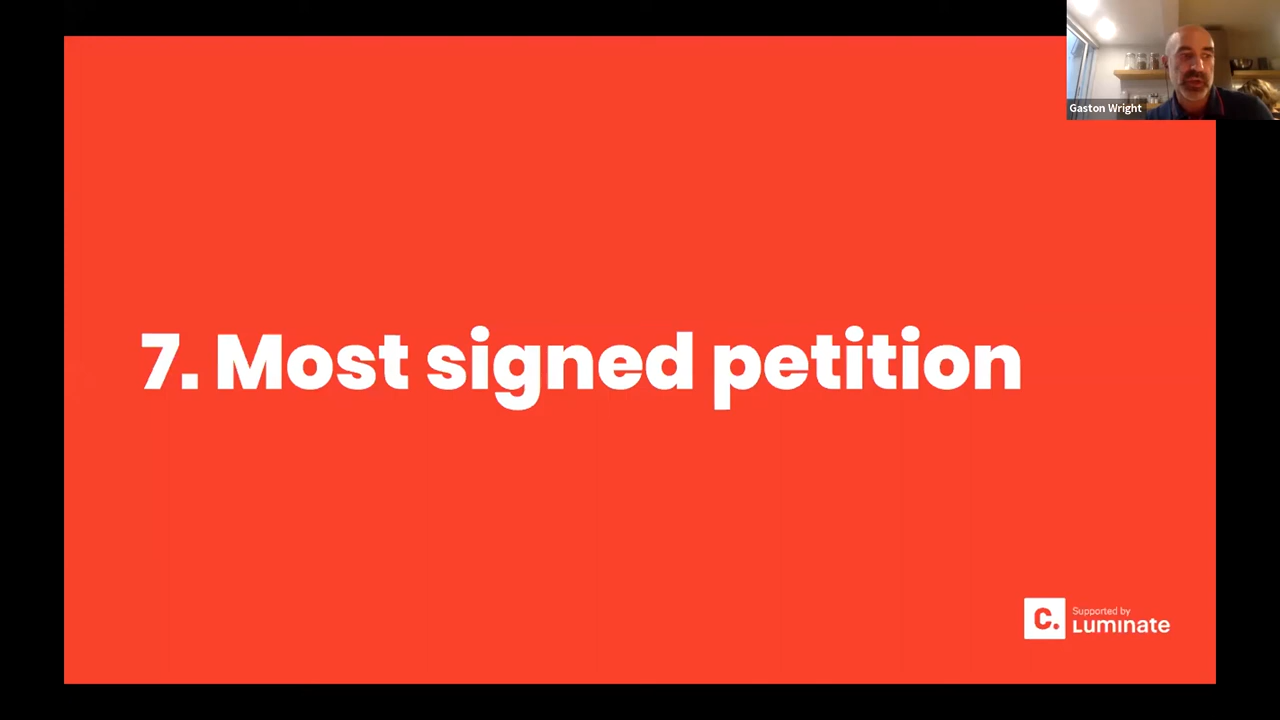 Gaston Wright
7. Most signed petition
C.
Supported by
Luminate